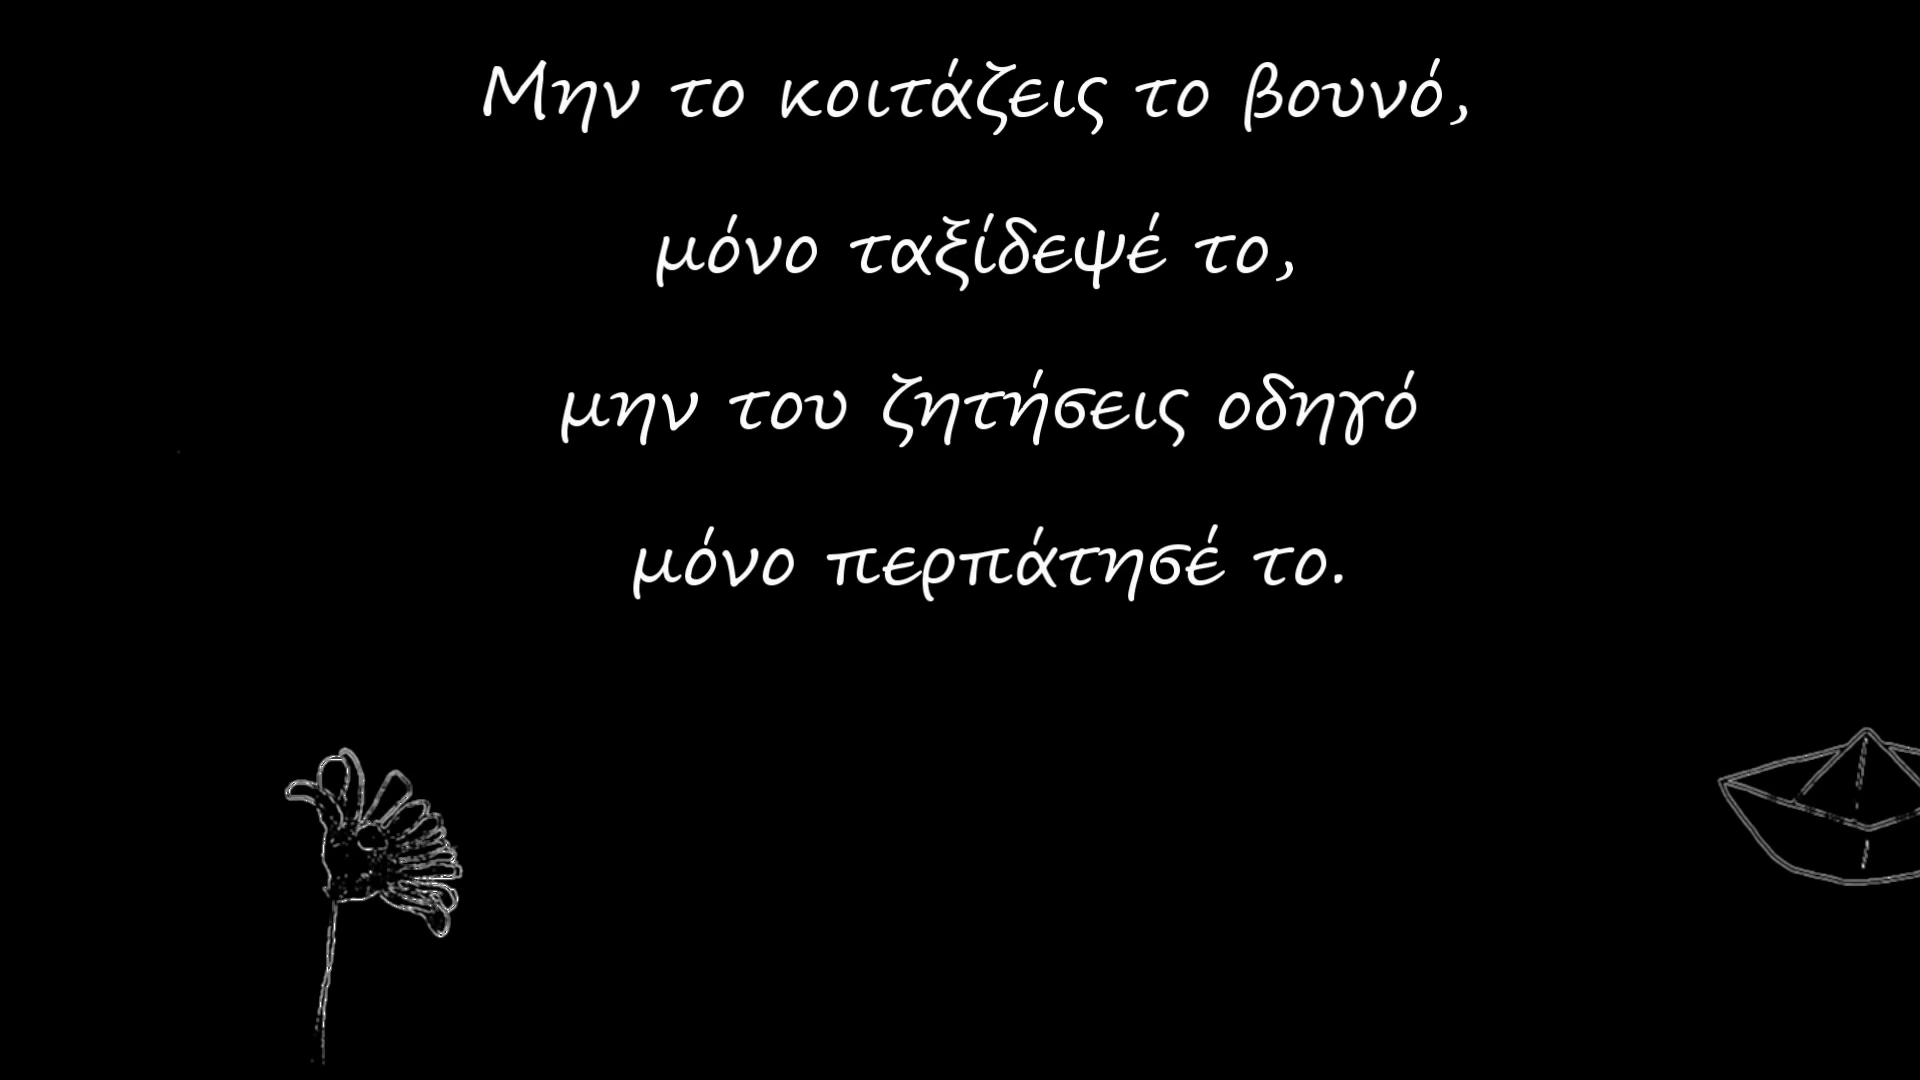 Μην το κοιτάζεις το βουνό,
μόνο ταξίδεψέ το,
μην του ζητήσεις οδηγό
μόνο περπάτησέ το.